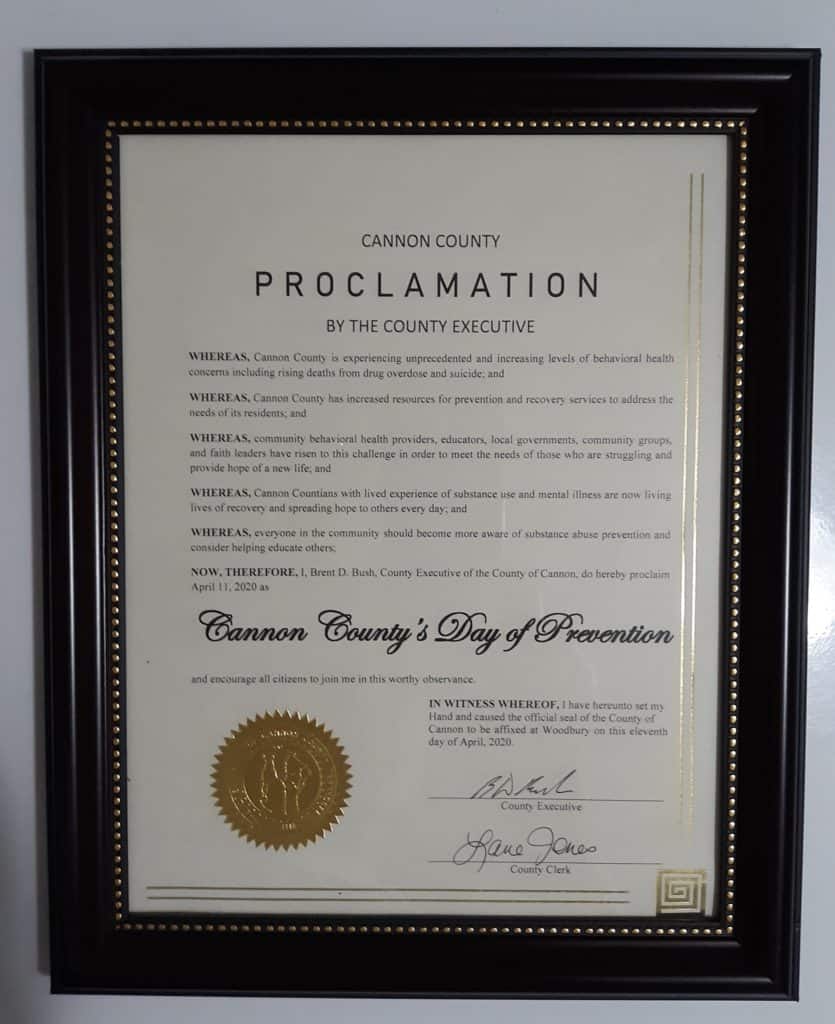 CANNON COUNTY
PROCLAMATION
BY THE COUNTY EXECUTIVE
WHEREAS, Cannon County is experiencing unprecedented and increasing levels of behavioral health
concerns including rising deaths from drug overdose and suicide; and
WHEREAS, Cannon County has increased resources for prevention and recovery services to address the
needs of its residents; and
WHEREAS, community behavioral health providers, educators, local governments, community groups,
and faith leaders have risen to this challenge in order to meet the needs of those who are struggling and
provide hope of a new life; and
WHEREAS, Cannon Countians with lived experience of substance use and mental illness are now living
lives of recovery and spreading hope to others every day; and
WHEREAS, everyone in the community should become more aware of substance abuse prevention and
consider helping educate others;
NOW, THEREFORE, I, Brent D. Bush, County Executive of the County of Cannon, do hereby proclaim
April 11, 2020 as
Cannon County's Day of Prevention
and encourage all citizens to join me in this worthy observance.
IN WITNESS WHEREOF, I have hereunto set my
Hand and caused the official seal of the County of
Cannon to be affixed at Woodbury on this eleventh
day of April, 2020.
County Executive
Lane Jones
County Clerk